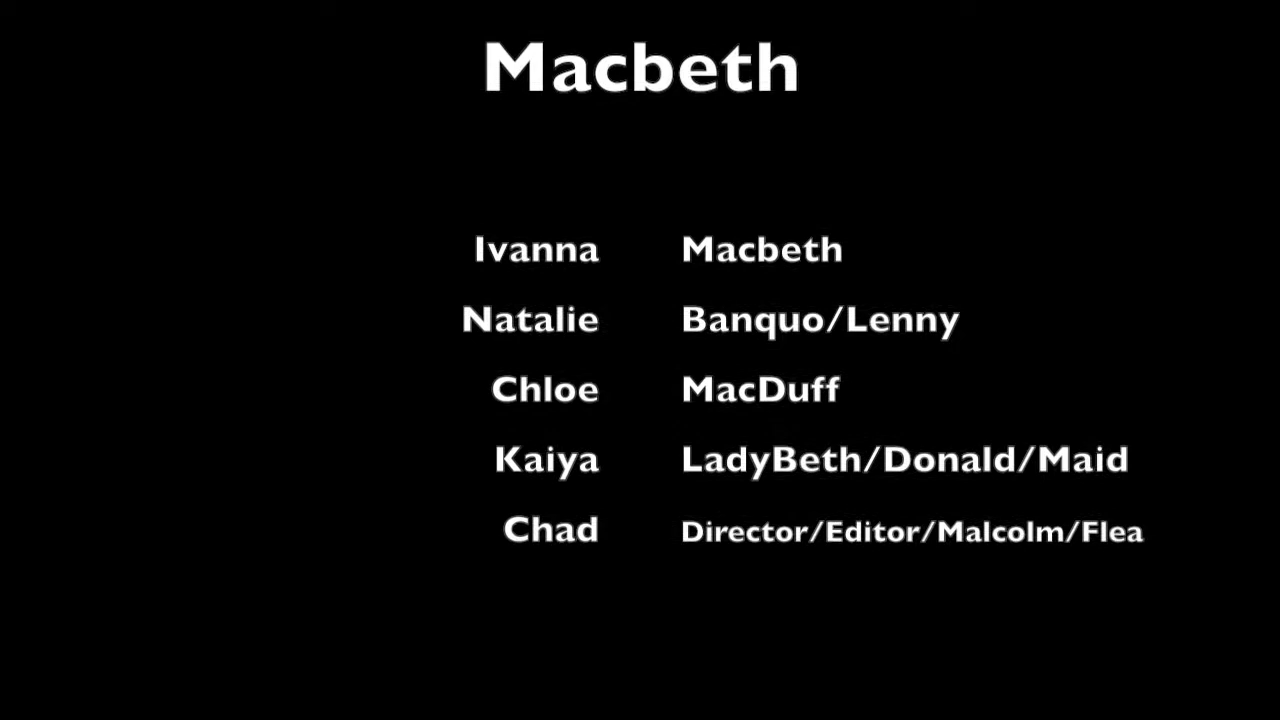 Macbeth
Ivanna Macbeth
Natalie Banquo/Lenny
Chloe MacDuff
Kaiya LadyBeth/Donald/Maid
Chad Director/Editor/Malcolm/Flea